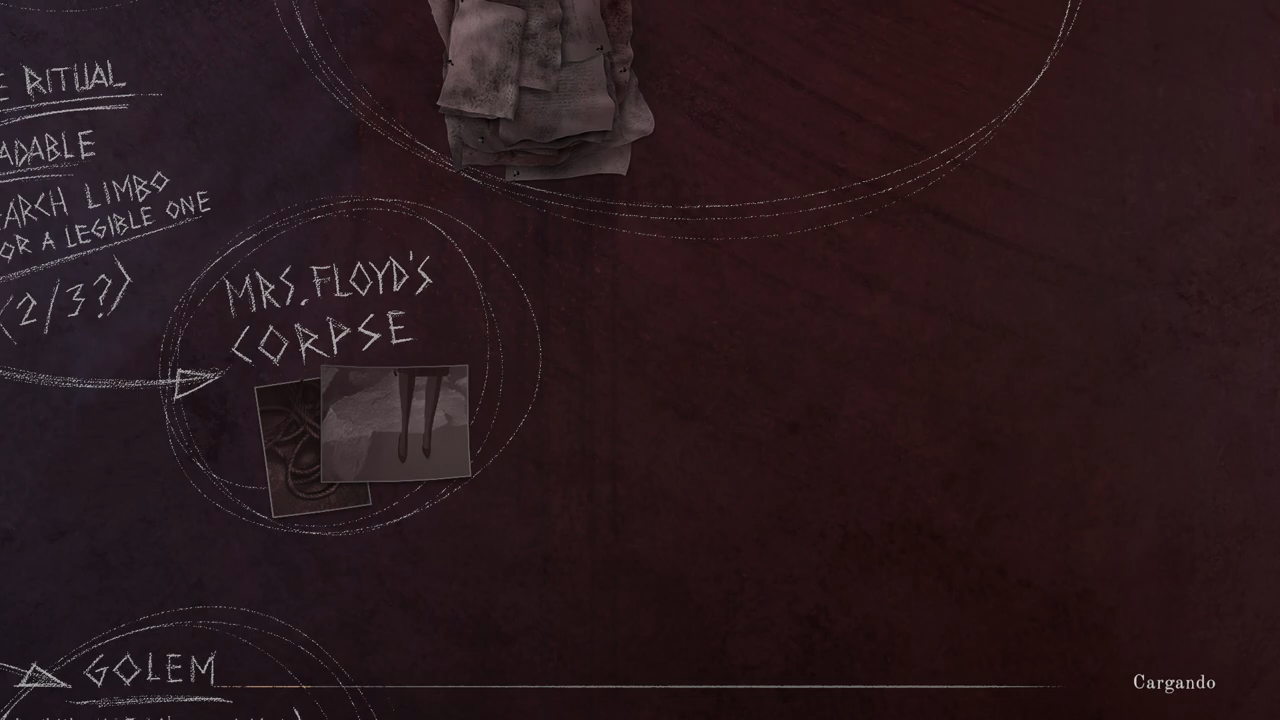 E RITUAL
ADABLE
ARCH LIMBO
OR A LEGIBLE ONE
(2/3?)
MRS. FLOYD'S
CORPSE
GOLEM
Cargando